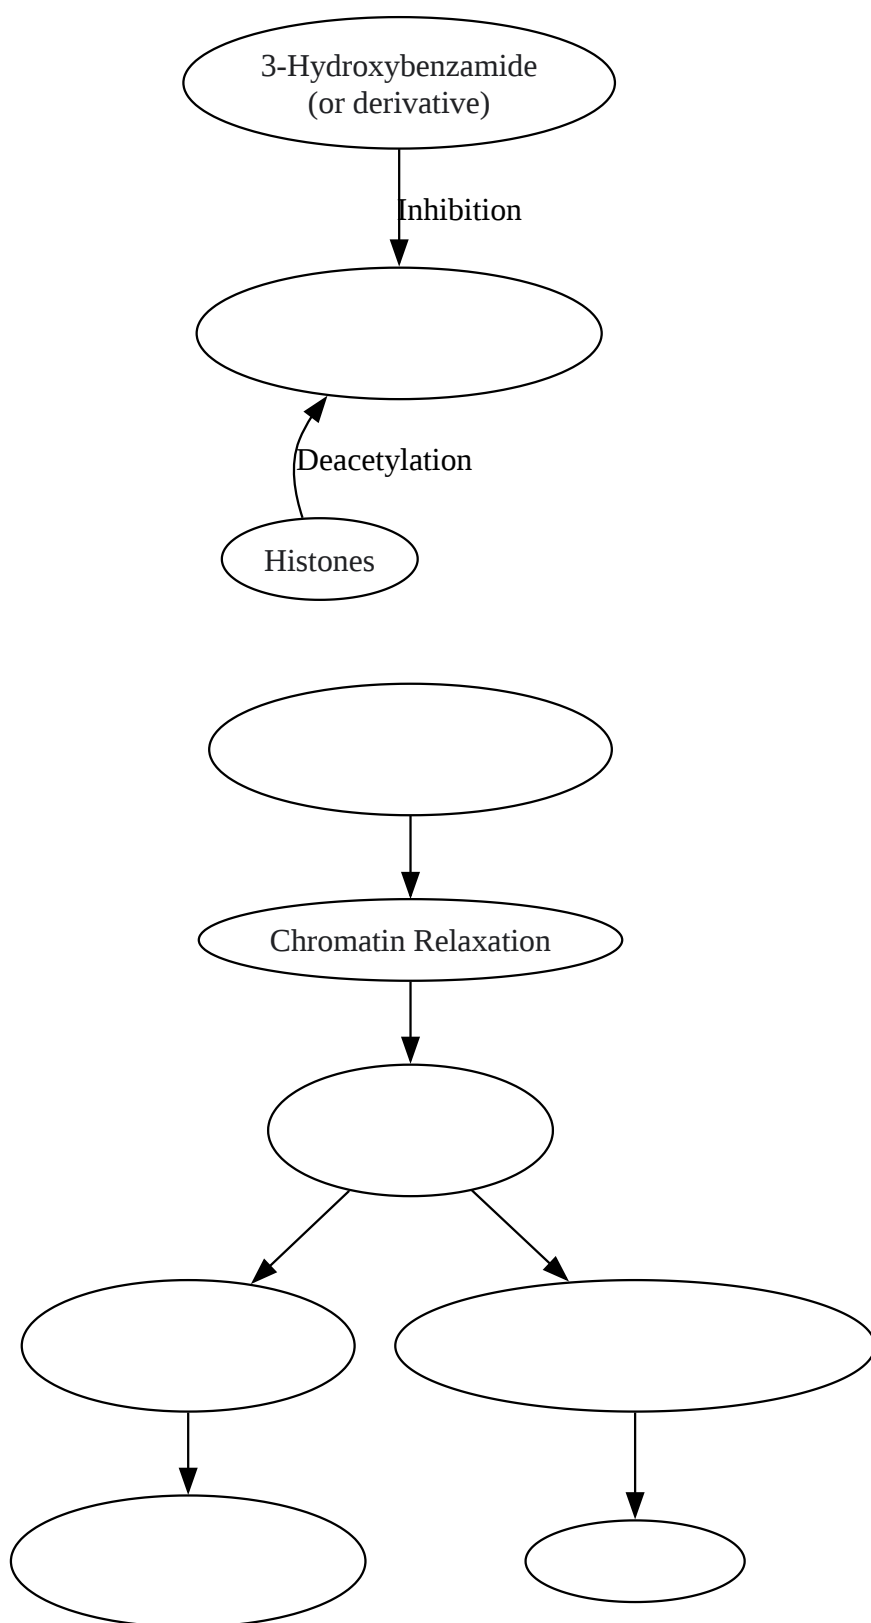 3-Hydroxybenzamide
(or derivative)
Inhibition
Deacetylation
Histones
Chromatin Relaxation